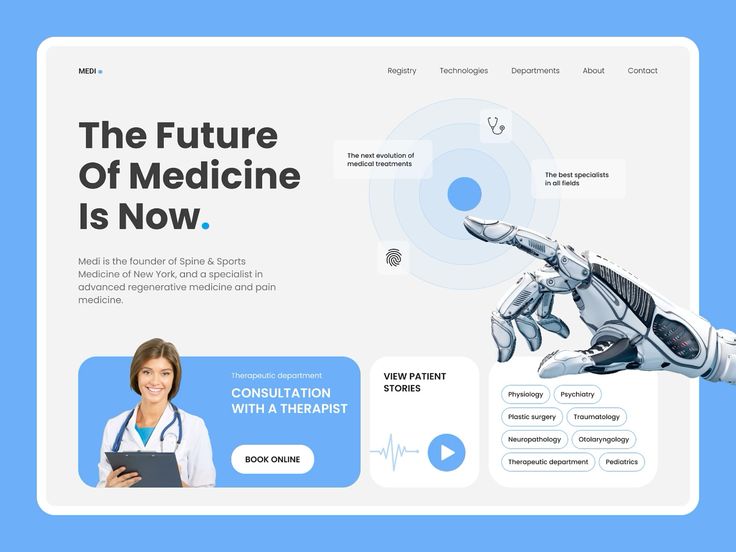 MEDI
Registry
Technologies
Departments
About
Contact
The Future
Of Medicine
Is Now.
Medi is the founder of Spine & Sports
Medicine of New York, and a specialist in
advanced regenerative medicine and pain
medicine.
The next evolution of
medical treatments
The best specialists
in all fields
Therapeutic department
CONSULTATION
WITH A THERAPIST
BOOK ONLINE
VIEW PATIENT
STORIES
Physiology
Psychiatry
Plastic surgery
Traumatology
Neuropathology
Otolaryngology
Therapeutic department
Pediatrics